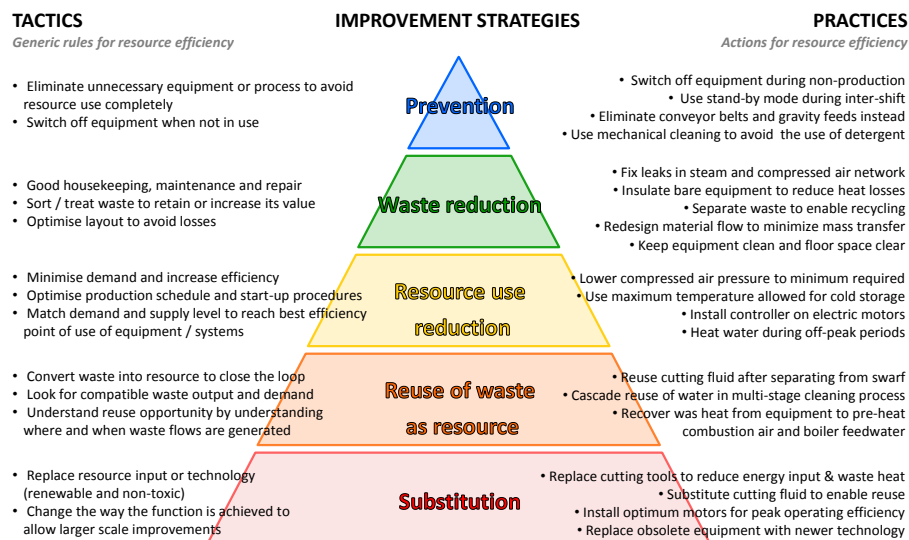 TACTICS
Generic rules for resource efficiency
• Eliminate unnecessary equipment or process to avoid
resource use completely
• Switch off equipment when not in use
• Good housekeeping, maintenance and repair
• Sort / treat waste to retain or increase its value
• Optimise layout to avoid losses
• Minimise demand and increase efficiency
• Optimise production schedule and start-up procedures
• Match demand and supply level to reach best efficiency
point of use of equipment / systems
• Convert waste into resource to close the loop
• Look for compatible waste output and demand
• Understand reuse opportunity by understanding
where and when waste flows are generated
• Replace resource input or technology
(renewable and non-toxic)
• Change the way the function is achieved to
allow larger scale improvements
IMPROVEMENT STRATEGIES
Prevention
Waste reduction
Resource use
reduction
Reuse of waste
as resource
Substitution
PRACTICES
Actions for resource efficiency
• Switch off equipment during non-production
• Use stand-by mode during inter-shift
• Eliminate conveyor belts and gravity feeds instead
• Use mechanical cleaning to avoid the use of detergent
• Fix leaks in steam and compressed air network
• Insulate bare equipment to reduce heat losses
• Separate waste to enable recycling
• Redesign material flow to minimize mass transfer
• Keep equipment clean and floor space clear
• Lower compressed air pressure to minimum required
• Use maximum temperature allowed for cold storage
• Install controller on electric motors
• Heat water during off-peak periods
• Reuse cutting fluid after separating from swarf
• Cascade reuse of water in multi-stage cleaning process
• Recover was heat from equipment to pre-heat
combustion air and boiler feedwater
• Replace cutting tools to reduce energy input & waste heat
• Substitute cutting fluid to enable reuse
• Install optimum motors for peak operating efficiency
• Replace obsolete equipment with newer technology